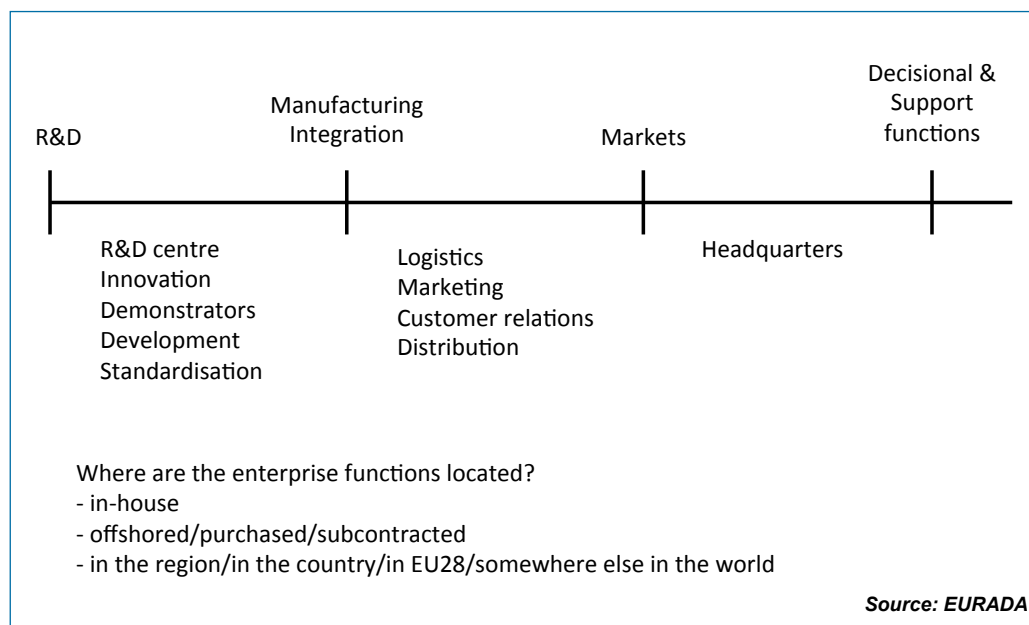 R&D
Manufacturing
Integration
Markets
Decisional &
Support
functions
R&D centre
Innovation
Demonstrators
Development
Standardisation
Logistics
Marketing
Customer relations
Distribution
Headquarters
Where are the enterprise functions located?
- in-house
- offshored/purchased/subcontracted
- in the region/in the country/in EU28/somewhere else in the world
Source: EURADA